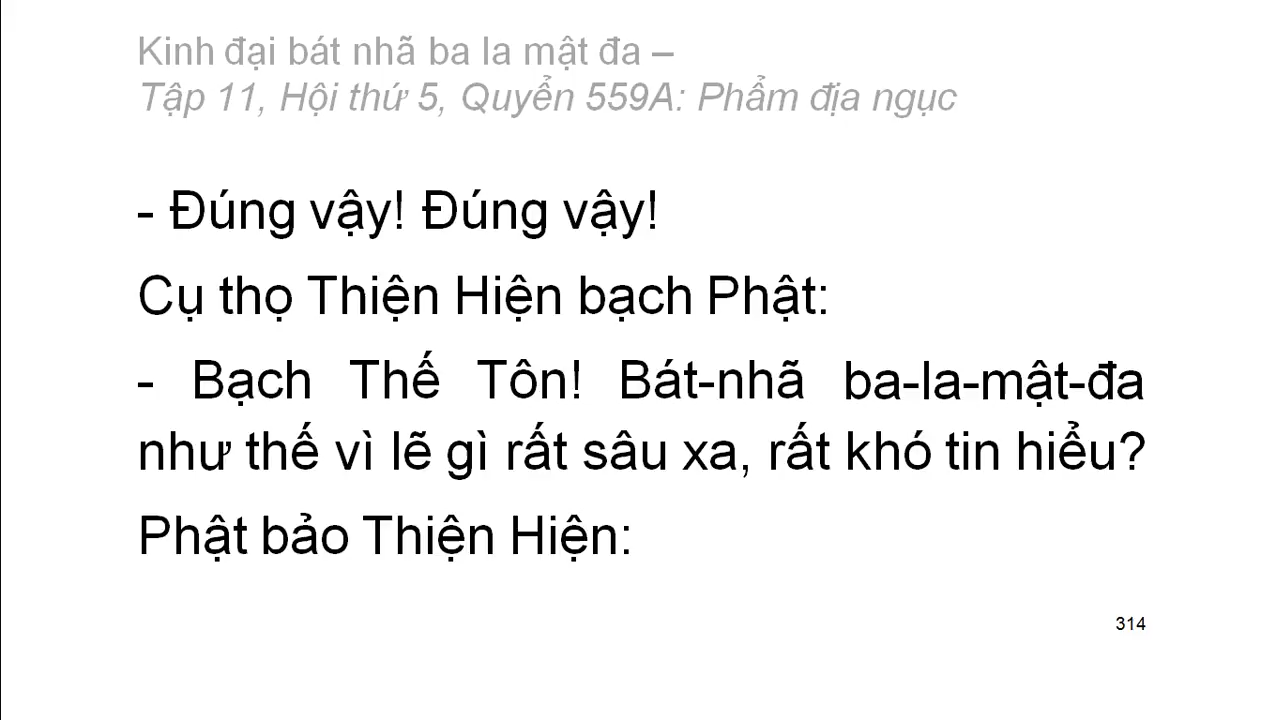 Kinh đại bát nhã ba la mật đa –
Tập 11, Hội thứ 5, Quyển 559A: Phẩm địa ngục
- Đúng vậy! Đúng vậy!
Cụ thọ Thiện Hiện bạch Phật:
- Bạch Thế Tôn! Bát-nhã ba-la-mật-đa
như thế vì lẽ gì rất sâu xa, rất khó tin hiểu?
Phật bảo Thiện Hiện:
314